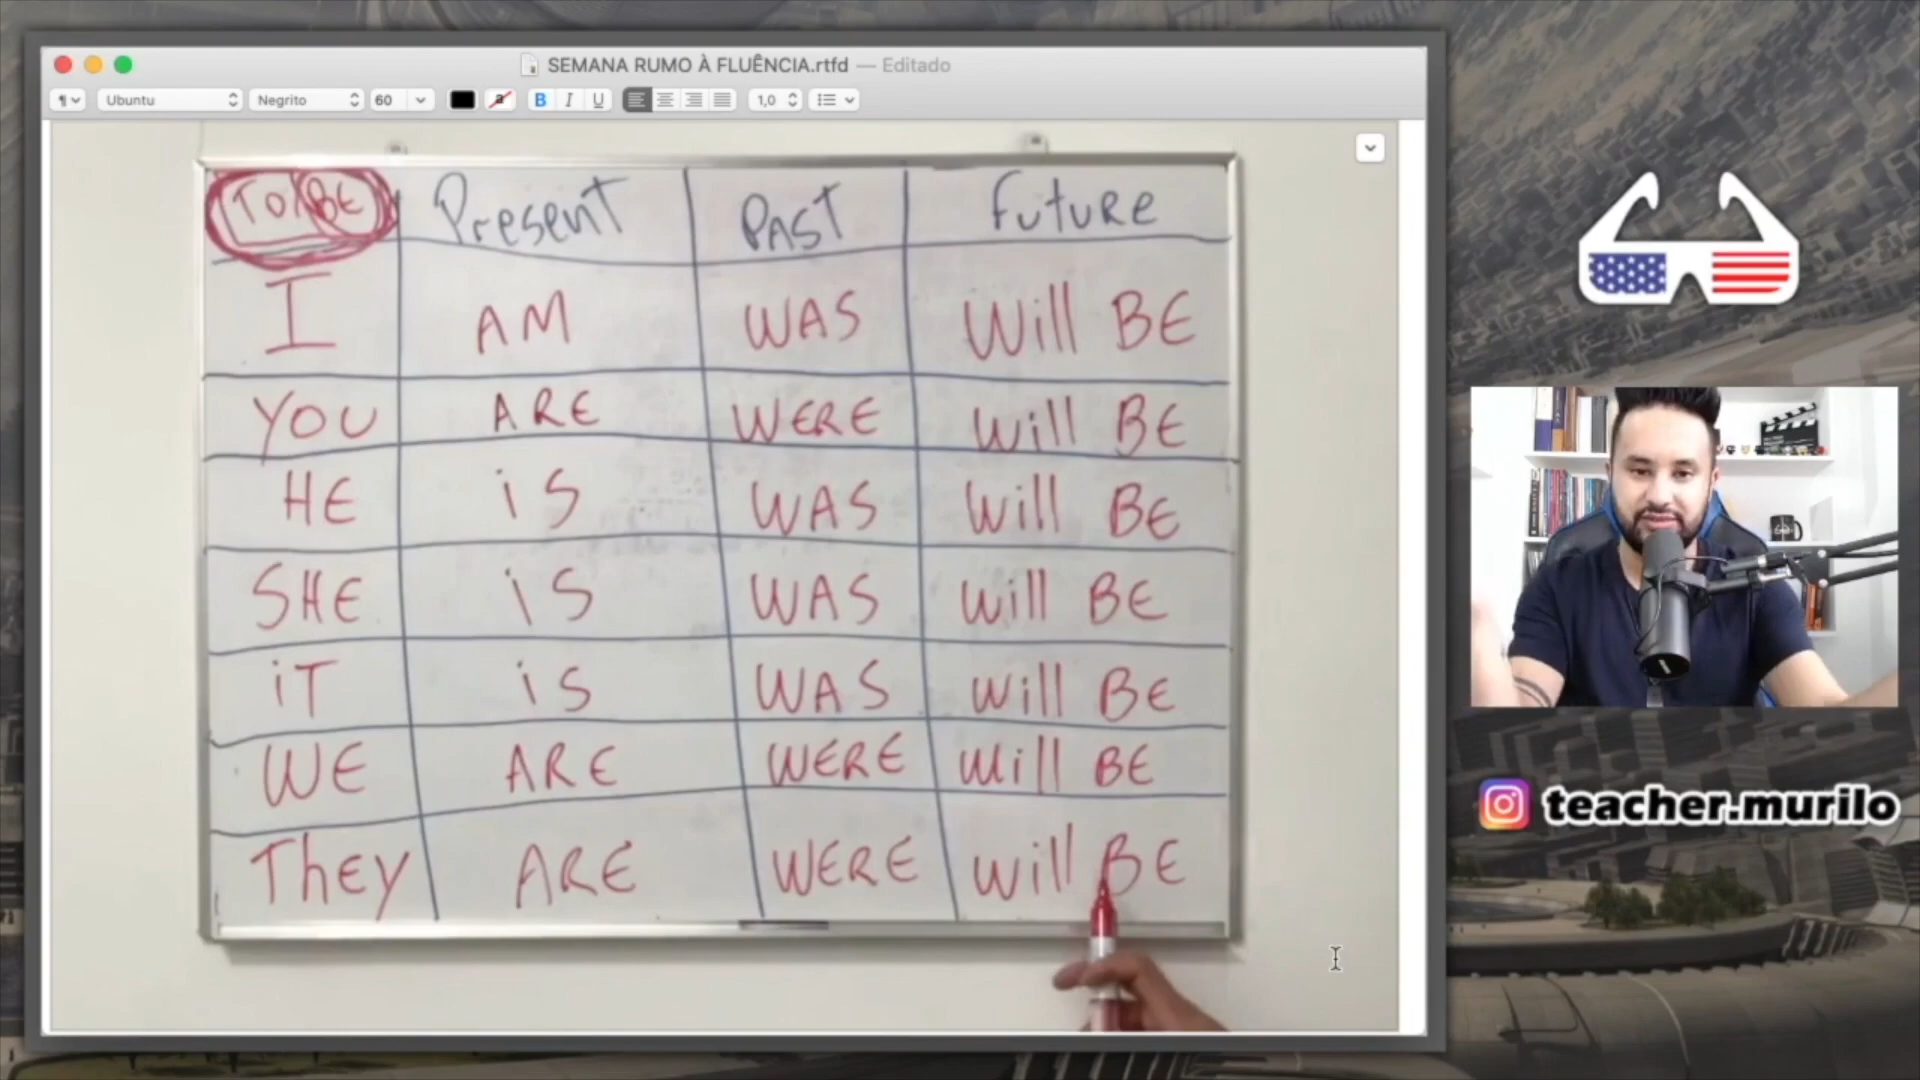 SEMANA RUMO À FLUÊNCIA.rtfd — Editado
Ubuntu Negrito 60 a B I U 1,0
TO BE Present PAST Future
I AM WAS Will BE
YOU ARE WERE Will BE
HE iS WAS Will BE
SHE iS WAS Will BE
iT iS WAS Will BE
WE ARE WERE Will BE
ThEy ARE WERE Will BE
teacher.murilo